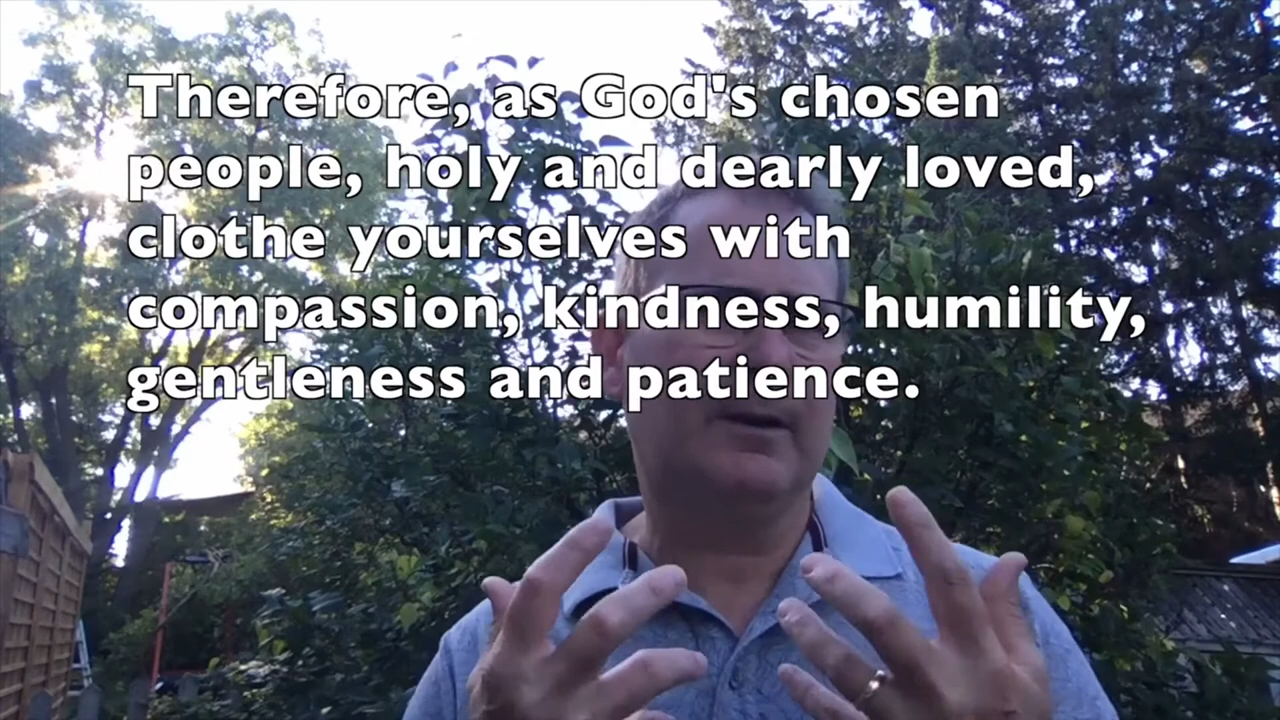 Therefore, as God's chosen
people, holy and dearly loved,
clothe yourselves with
compassion, kindness, humility,
gentleness and patience.